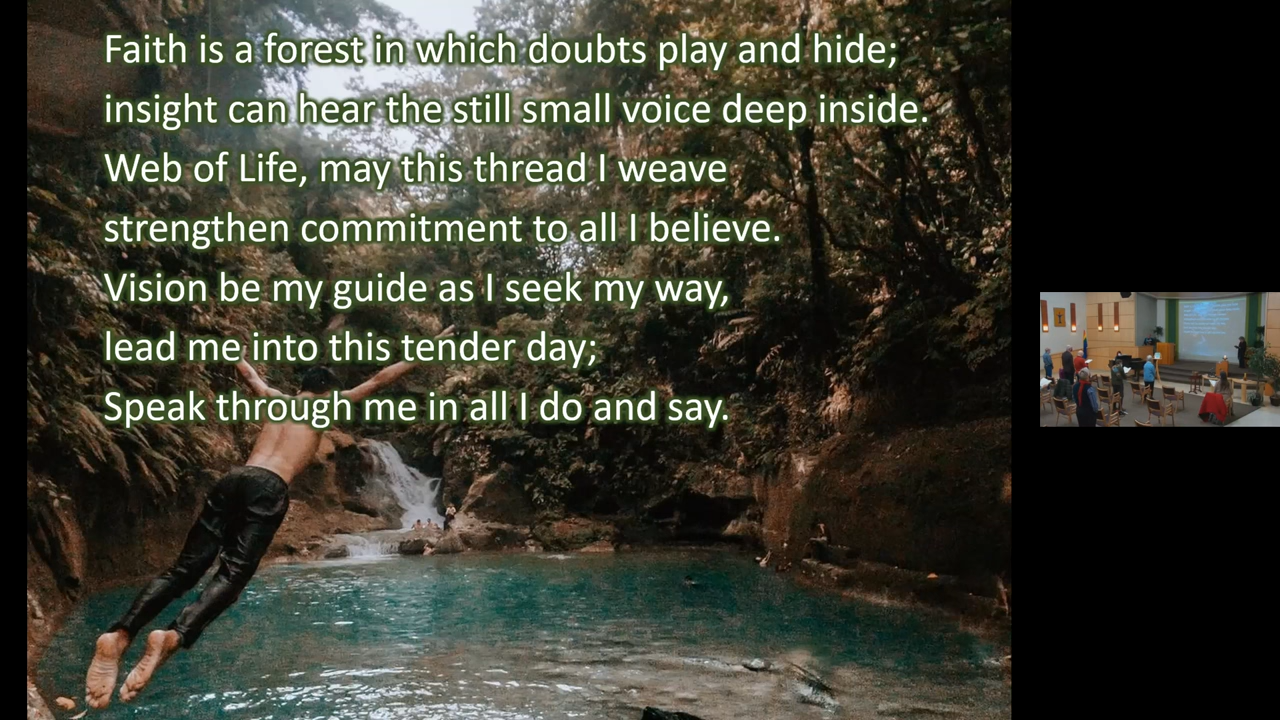 Faith is a forest in which doubts play and hide;
insight can hear the still small voice deep inside.
Web of Life, may this thread I weave
strengthen commitment to all I believe.
Vision be my guide as I seek my way,
lead me into this tender day;
Speak through me in all I do and say.